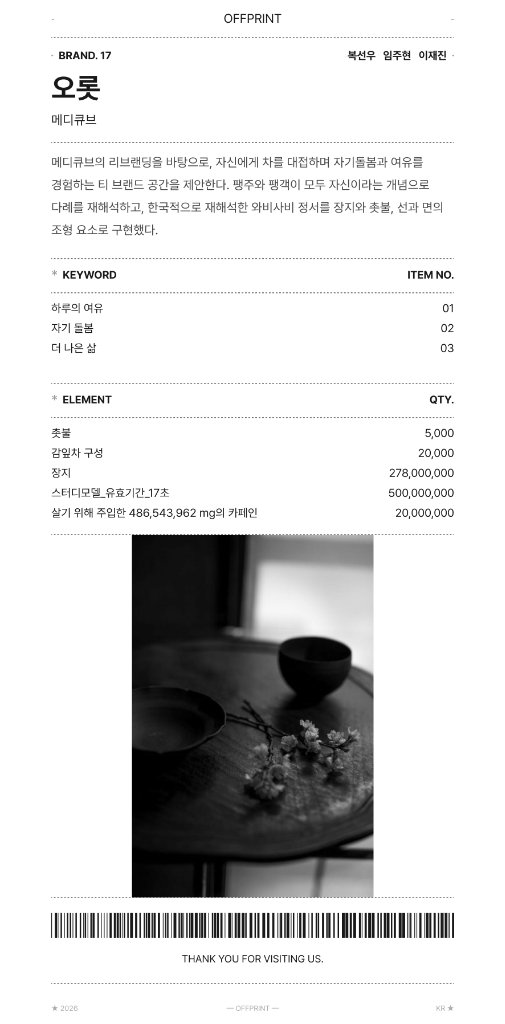 OFFPRINT
BRAND. 17 복선우 임주현 이재진
오롯
메디큐브
메디큐브의 리브랜딩을 바탕으로, 자신에게 차를 대접하며 자기돌봄과 여유를
경험하는 티 브랜드 공간을 제안한다. 팽주와 팽객이 모두 자신이라는 개념으로
다례를 재해석하고, 한국적으로 재해석한 와비사비 정서를 장지와 촛불, 선과 면의
조형 요소로 구현했다.
* KEYWORD ITEM NO.
하루의 여유 01
자기 돌봄 02
더 나은 삶 03
* ELEMENT QTY.
촛불 5,000
감잎차 구성 20,000
장지 278,000,000
스터디모델_유효기간_17초 500,000,000
살기 위해 주입한 486,543,962 mg의 카페인 20,000,000
THANK YOU FOR VISITING US.
★ 2026 — OFFPRINT — KR ★